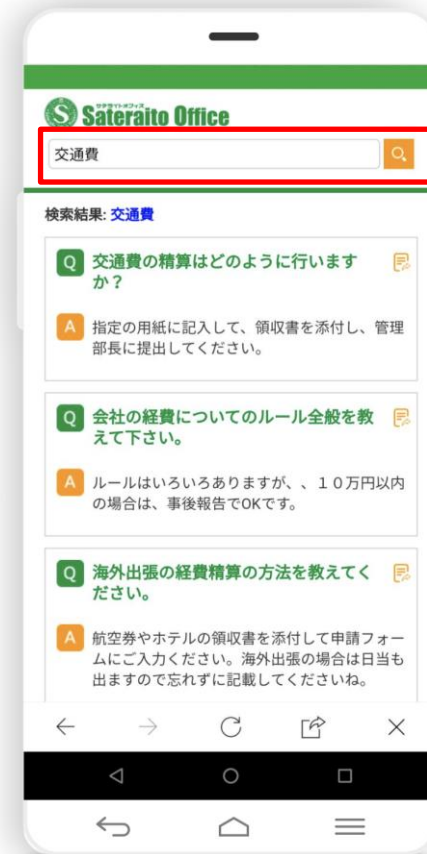 サテライトオフィス
Sateraito Office
交通費
検索結果: 交通費
Q 交通費の精算はどのように行います
か？
A 指定の用紙に記入して、領収書を添付し、管理
部長に提出してください。
Q 会社の経費についてのルール全般を教
えて下さい。
A ルールはいろいろありますが、、１０万円以内
の場合は、事後報告でOKです。
Q 海外出張の経費精算の方法を教えてく
ださい。
A 航空券やホテルの領収書を添付して申請フォー
ムにご入力ください。海外出張の場合は日当も
出ますので忘れずに記載してくださいね。